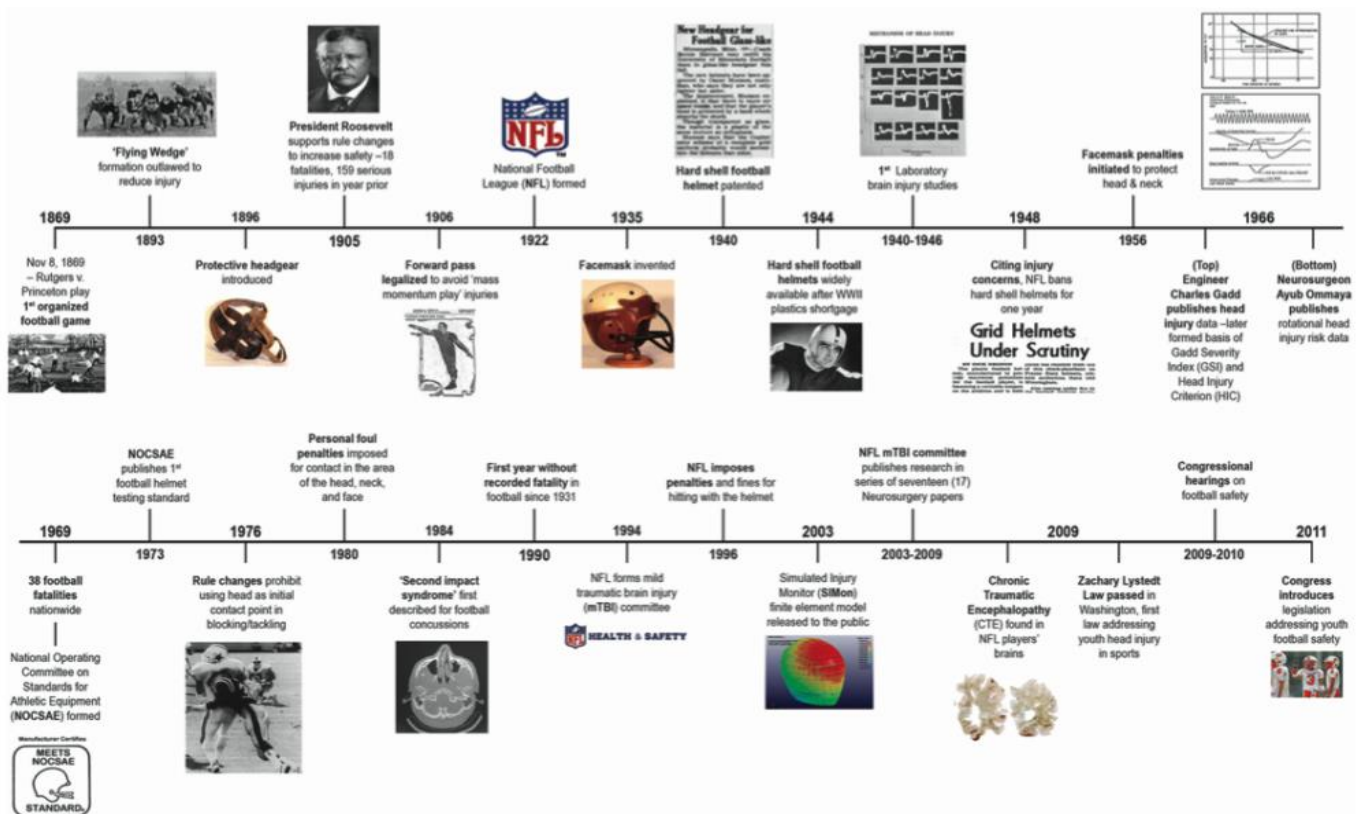 'Flying Wedge'
formation outlawed to
reduce injury
President Roosevelt
supports rule changes
to increase safety –18
fatalities, 159 serious
injuries in year prior
NFL
TM
National Football
League (NFL) formed
New Headgear for
Football Glass-like
Hard shell football
helmet patented
MECHANISM OF HEAD INJURIES
1st Laboratory
brain injury studies
Facemask penalties
initiated to protect
head & neck
1869
1896
1906
1935
1944
1948
1966
1893
1905
1922
1940
1940-1946
1956
Nov 8, 1869
– Rutgers v.
Princeton play
1st organized
football game
Protective headgear
introduced
Forward pass
legalized to avoid 'mass
momentum play' injuries
Facemask invented
Hard shell football
helmets widely
available after WWII
plastics shortgage
Citing injury
concerns, NFL bans
hard shell helmets for
one year
Grid Helmets
Under Scrutiny
(Top)
Engineer
Charles Gadd
publishes head
injury data –later
formed basis of
Gadd Severity
Index (GSI) and
Head Injury
Criterion (HIC)
(Bottom)
Neurosurgeon
Ayub Ommaya
publishes
rotational head
injury risk data
NOCSAE
publishes 1st
football helmet
testing standard
Personal foul
penalties imposed
for contact in the area
of the head, neck,
and face
First year without
recorded fatality in
football since 1931
NFL imposes
penalties and fines for
hitting with the helmet
NFL mTBI committee
publishes research in
series of seventeen (17)
Neurosurgery papers
Congressional
hearings on
football safety
1969
1976
1984
1994
2003
2009
2011
1973
1980
1990
1996
2003-2009
2009-2010
38 football
fatalities
nationwide
National Operating
Committee on
Standards for
Athletic Equipment
(NOCSAE) formed
Manufacturer Certifies
MEETS
NOCSAE
STANDARD
Rule changes prohibit
using head as initial
contact point in
blocking/tackling
'Second impact
syndrome' first
described for football
concussions
NFL forms mild
traumatic brain injury
(mTBI) committee
NFL HEALTH & SAFETY
Simulated Injury
Monitor (SIMon)
finite element model
released to the public
Chronic
Traumatic
Encephalopathy
(CTE) found in
NFL players'
brains
Zachary Lystedt
Law passed in
Washington, first
law addressing
youth head injury
in sports
Congress
introduces
legislation
addressing youth
football safety